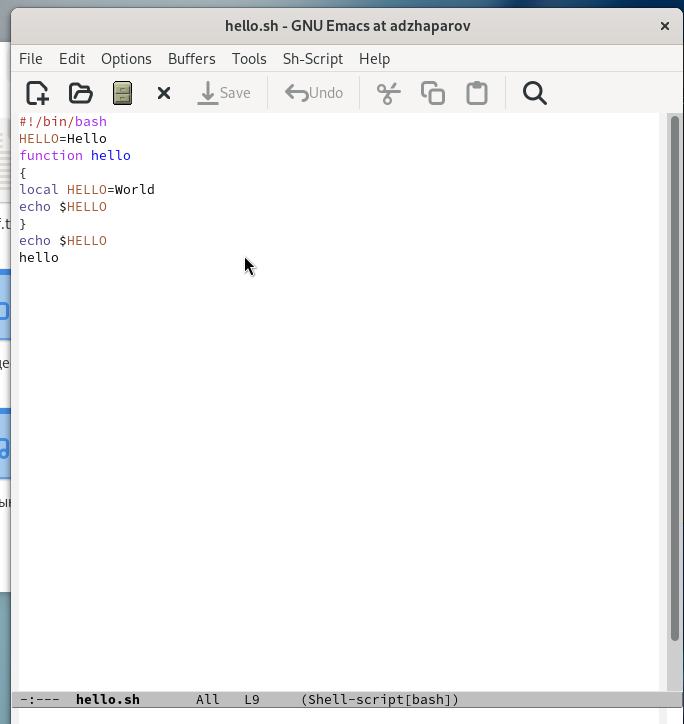 hello.sh - GNU Emacs at adzhaparov
File Edit Options Buffers Tools Sh-Script Help
Save Undo
#!/bin/bash
HELLO=Hello
function hello
{
local HELLO=World
echo $HELLO
}
echo $HELLO
hello
-:--- hello.sh All L9 (Shell-script[bash])